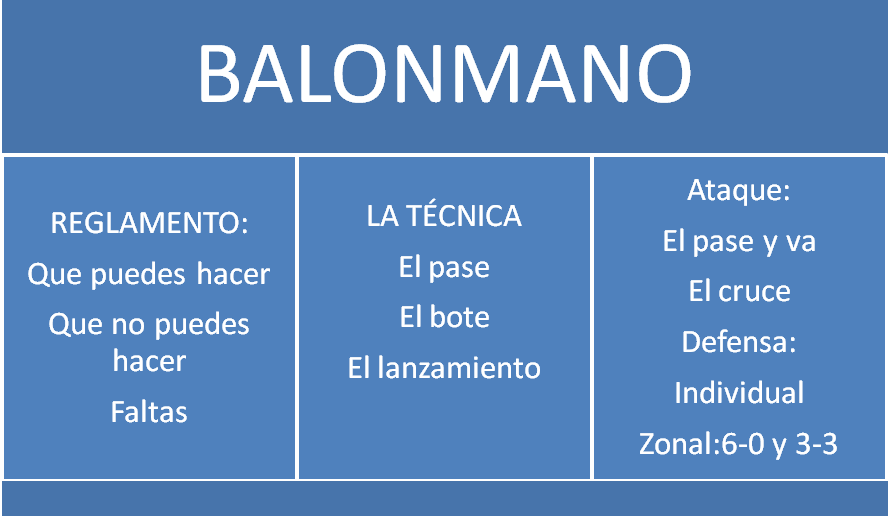 BALONMANO
REGLAMENTO:
Que puedes hacer
Que no puedes
hacer
Faltas
LA TÉCNICA
El pase
El bote
El lanzamiento
Ataque:
El pase y va
El cruce
Defensa:
Individual
Zonal:6-0 y 3-3